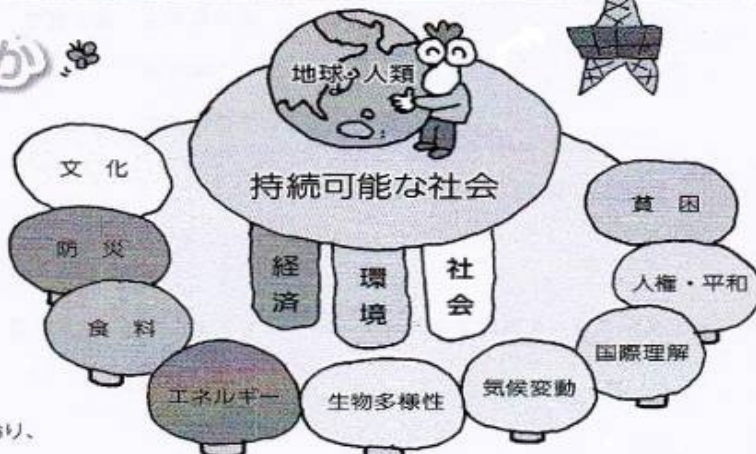 か
地球・人類
持続可能な社会
経済
環境
社会
文化
防災
食料
エネルギー
生物多様性
気候変動
国際理解
人権・平和
貧困
り、